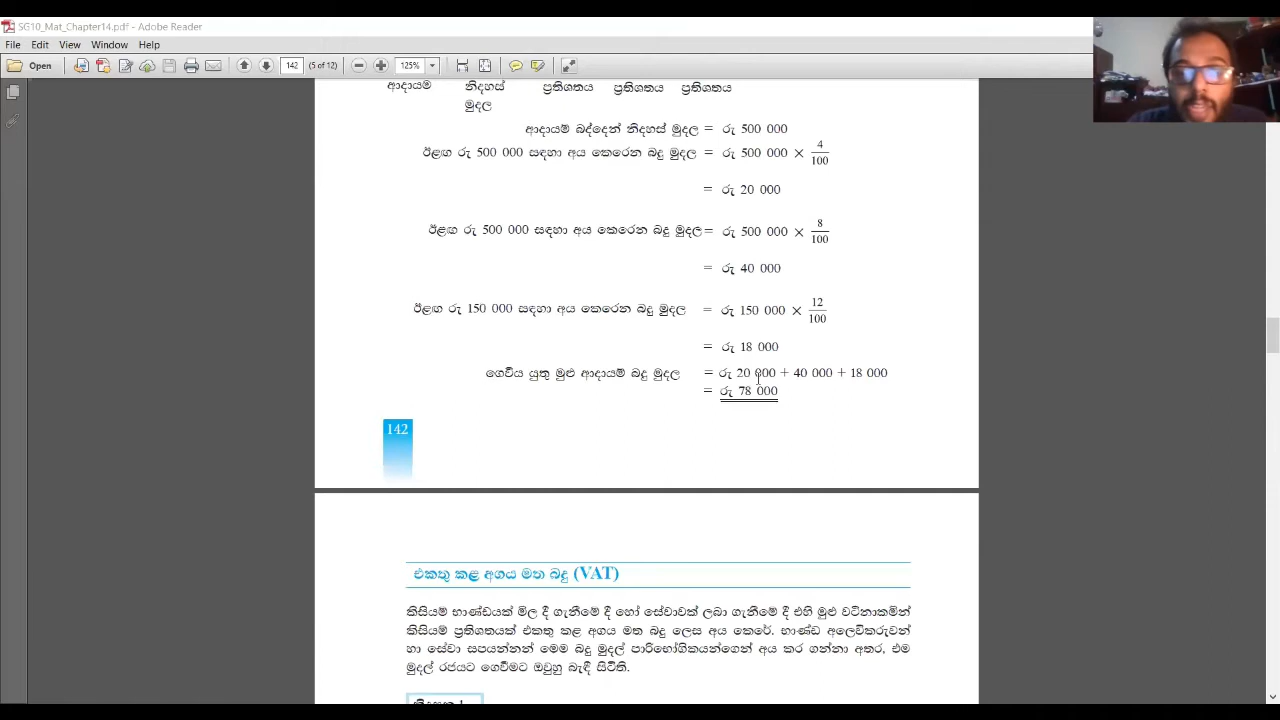 SG10_Mat_Chapter14.pdf - Adobe Reader
File Edit View Window Help
Open 142 (5 of 12) 125%
ආදායම නිදහස් ප්‍රතිශතය ප්‍රතිශතය ප්‍රතිශතය
මුදල
ආදායම් බද්දෙන් නිදහස් මුදල = රු 500 000
ඊළඟ රු 500 000 සඳහා අය කෙරෙන බදු මුදල = රු 500 000 × 4/100
= රු 20 000
ඊළඟ රු 500 000 සඳහා අය කෙරෙන බදු මුදල = රු 500 000 × 8/100
= රු 40 000
ඊළඟ රු 150 000 සඳහා අය කෙරෙන බදු මුදල = රු 150 000 × 12/100
= රු 18 000
ගෙවිය යුතු මුළු ආදායම් බදු මුදල = රු 20 000 + 40 000 + 18 000
= රු 78 000
142
එකතු කළ අගය මත බදු (VAT)
කිසියම් භාණ්ඩයක් මිල දී ගැනීමේ දී හෝ සේවාවක් ලබා ගැනීමේ දී එහි මුළු වටිනාකමින්
කිසියම් ප්‍රතිශතයක් එකතු කළ අගය මත බදු ලෙස අය කෙරේ. භාණ්ඩ අලෙවිකරුවන්
හා සේවා සපයන්නන් මෙම බදු මුදල් පාරිභෝගිකයන්ගෙන් අය කර ගන්නා අතර, එම
මුදල් රජයට ගෙවීමට ඔවුහු බැඳී සිටිති.